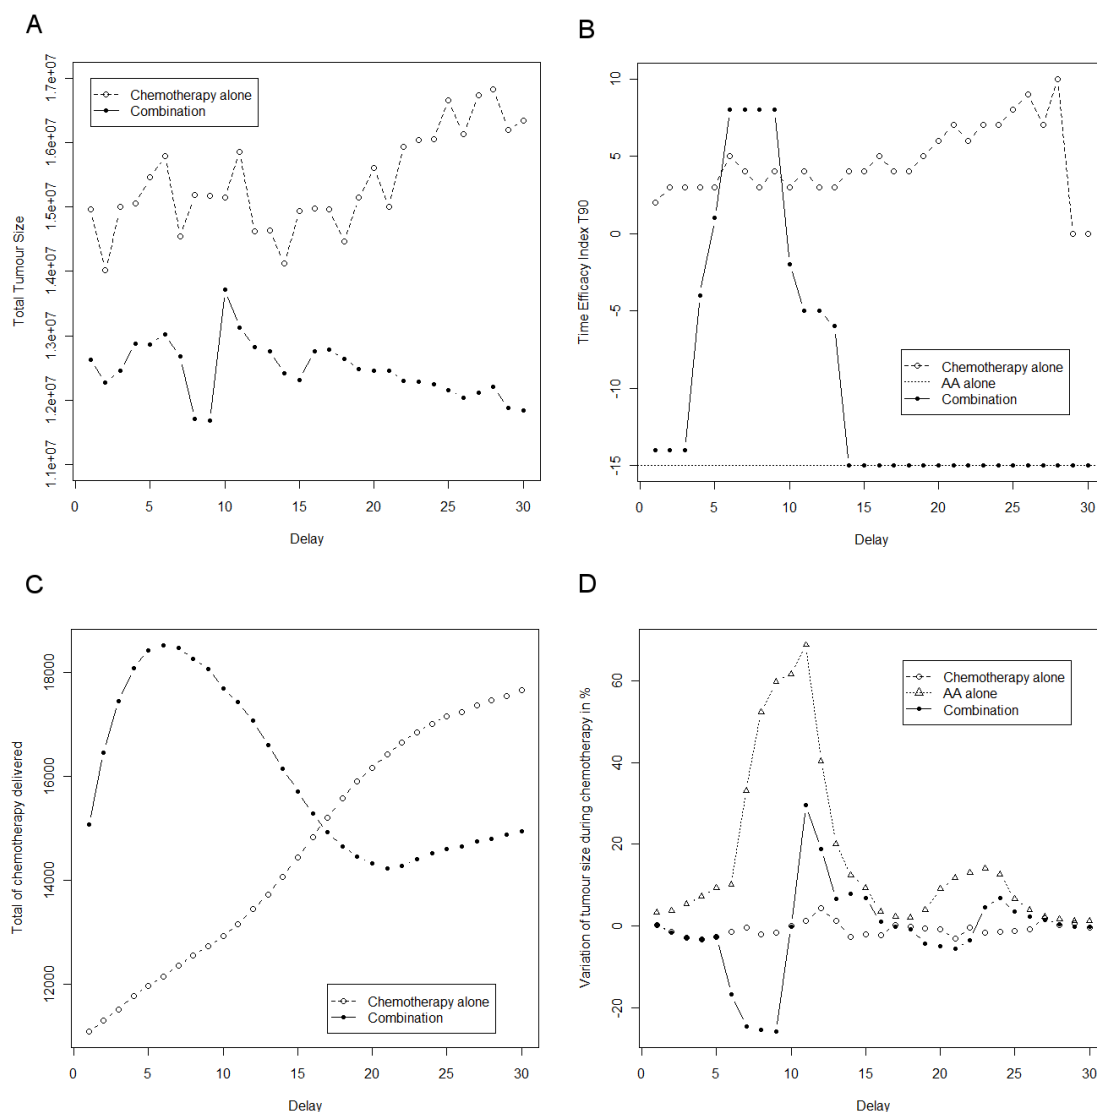 A
Total Tumour Size
1.7e+07
1.6e+07
1.5e+07
1.4e+07
1.3e+07
1.2e+07
1.1e+07
Chemotherapy alone
Combination
0 5 10 15 20 25 30
Delay
B
Time Efficacy Index T90
10
5
0
-5
-10
-15
Chemotherapy alone
AA alone
Combination
0 5 10 15 20 25 30
Delay
C
Total of chemotherapy delivered
18000
16000
14000
12000
Chemotherapy alone
Combination
0 5 10 15 20 25 30
Delay
D
Variation of tumour size during chemotherapy in %
60
40
20
0
-20
Chemotherapy alone
AA alone
Combination
0 5 10 15 20 25 30
Delay